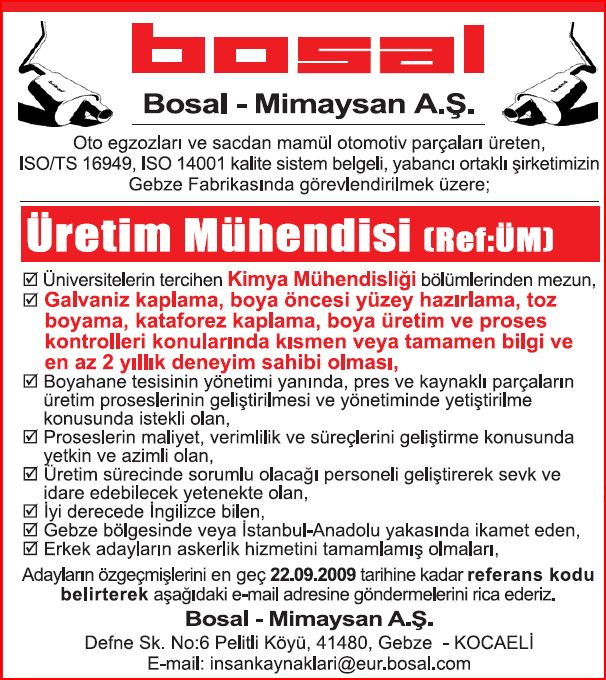 bosal
Bosal - Mimaysan A.Ş.
Oto egzozları ve sacdan mamül otomotiv parçaları üreten,
ISO/TS 16949, ISO 14001 kalite sistem belgeli, yabancı ortaklı şirketimizin
Gebze Fabrikasında görevlendirilmek üzere;
Üretim Mühendisi (Ref:ÜM)
☑ Üniversitelerin tercihen Kimya Mühendisliği bölümlerinden mezun,
☑ Galvaniz kaplama, boya öncesi yüzey hazırlama, toz
boyama, kataforez kaplama, boya üretim ve proses
kontrolleri konularında kısmen veya tamamen bilgi ve
en az 2 yıllık deneyim sahibi olması,
☑ Boyahane tesisinin yönetimi yanında, pres ve kaynaklı parçaların
üretim proseslerinin geliştirilmesi ve yönetiminde yetiştirilme
konusunda istekli olan,
☑ Proseslerin maliyet, verimlilik ve süreçlerini geliştirme konusunda
yetkin ve azimli olan,
☑ Üretim sürecinde sorumlu olacağı personeli geliştirerek sevk ve
idare edebilecek yetenekte olan,
☑ İyi derecede İngilizce bilen,
☑ Gebze bölgesinde veya İstanbul-Anadolu yakasında ikamet eden,
☑ Erkek adayların askerlik hizmetini tamamlamış olmaları,
Adayların özgeçmişlerini en geç 22.09.2009 tarihine kadar referans kodu
belirterek aşağıdaki e-mail adresine göndermelerini rica ederiz.
Bosal - Mimaysan A.Ş.
Defne Sk. No:6 Pelitli Köyü, 41480, Gebze - KOCAELİ
E-mail: insankaynaklari@eur.bosal.com